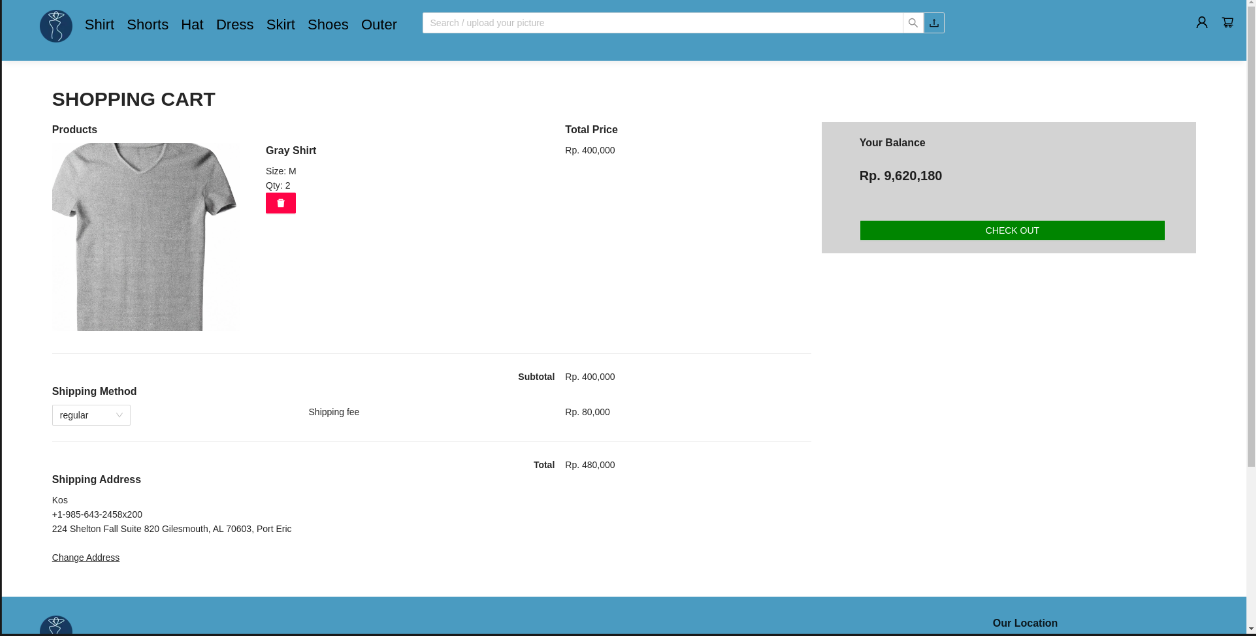 Shirt Shorts Hat Dress Skirt Shoes Outer
Search / upload your picture
SHOPPING CART
Products
Total Price
Gray Shirt
Rp. 400,000
Size: M
Qty: 2
Your Balance
Rp. 9,620,180
CHECK OUT
Subtotal
Rp. 400,000
Shipping Method
regular
Shipping fee
Rp. 80,000
Total
Rp. 480,000
Shipping Address
Kos
+1-985-643-2458x200
224 Shelton Fall Suite 820 Gilesmouth, AL 70603, Port Eric
Change Address
Our Location